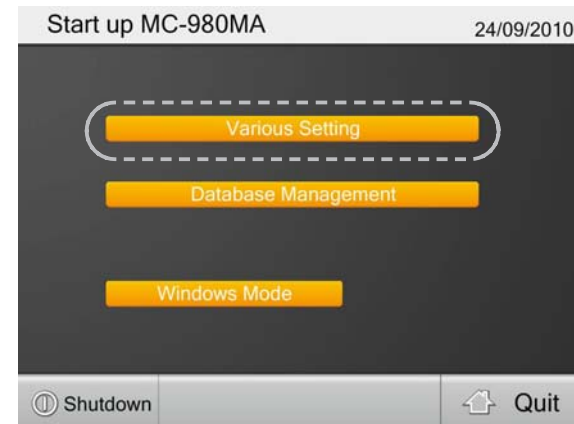 Start up MC-980MA
24/09/2010
Various Setting
Database Management
Windows Mode
Shutdown
Quit